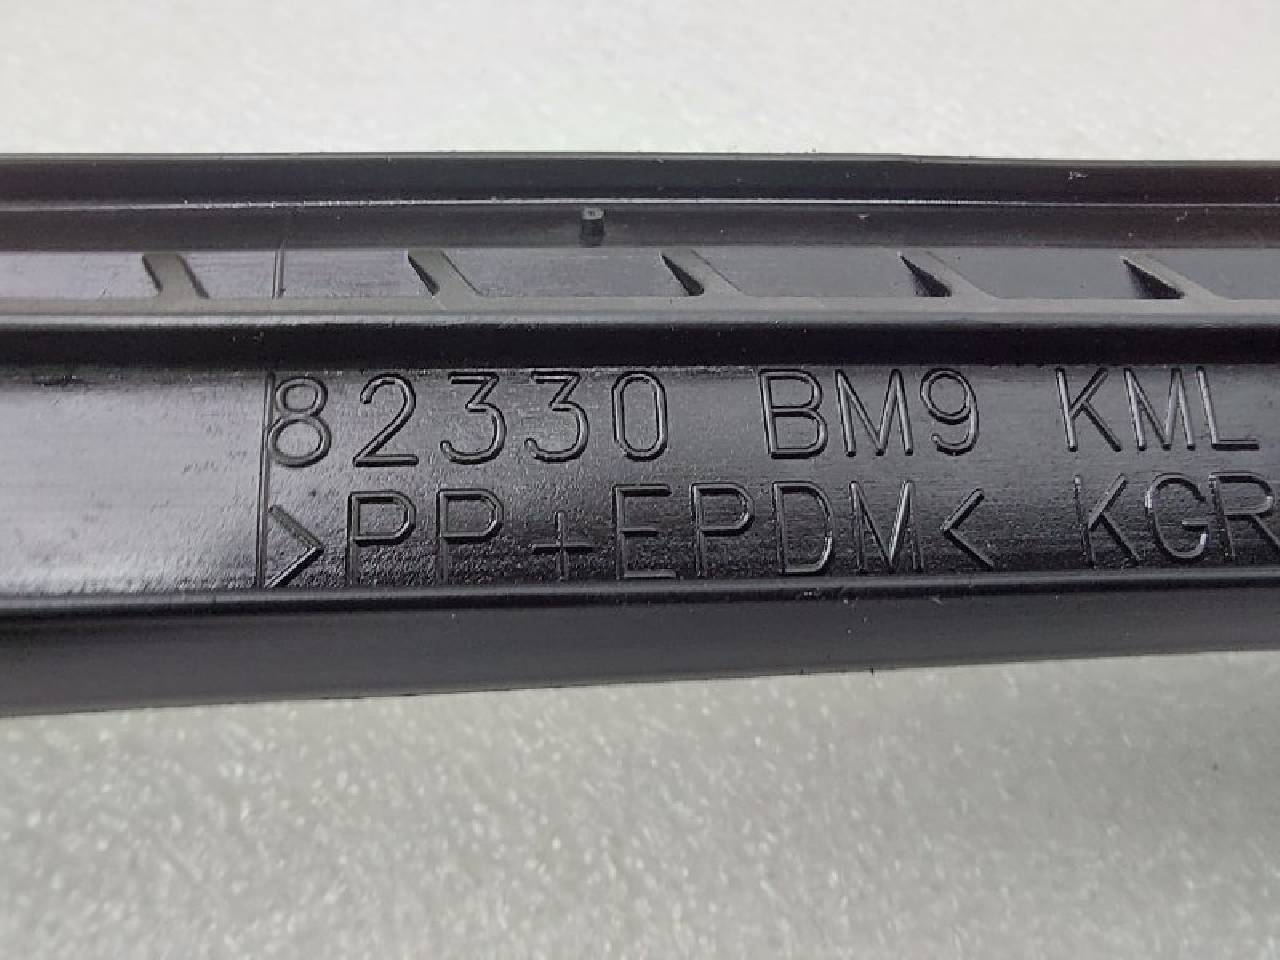 82330 BM9 KML
>PP+EPDM< KGR